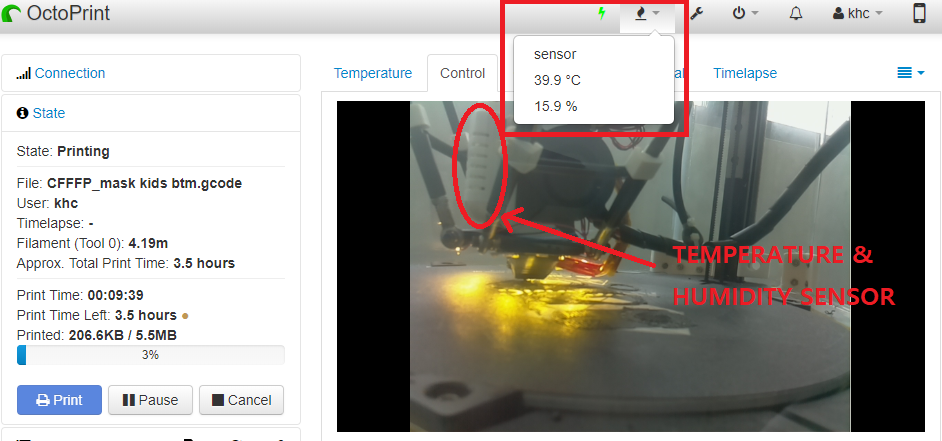 OctoPrint
khc
sensor
39.9 °C
15.9 %
Connection
Temperature
Control
Timelapse
State
State: Printing
File: CFFFP_mask kids btm.gcode
User: khc
Timelapse: -
Filament (Tool 0): 4.19m
Approx. Total Print Time: 3.5 hours
Print Time: 00:09:39
Print Time Left: 3.5 hours
Printed: 206.6KB / 5.5MB
3%
Print
Pause
Cancel
TEMPERATURE &
HUMIDITY SENSOR